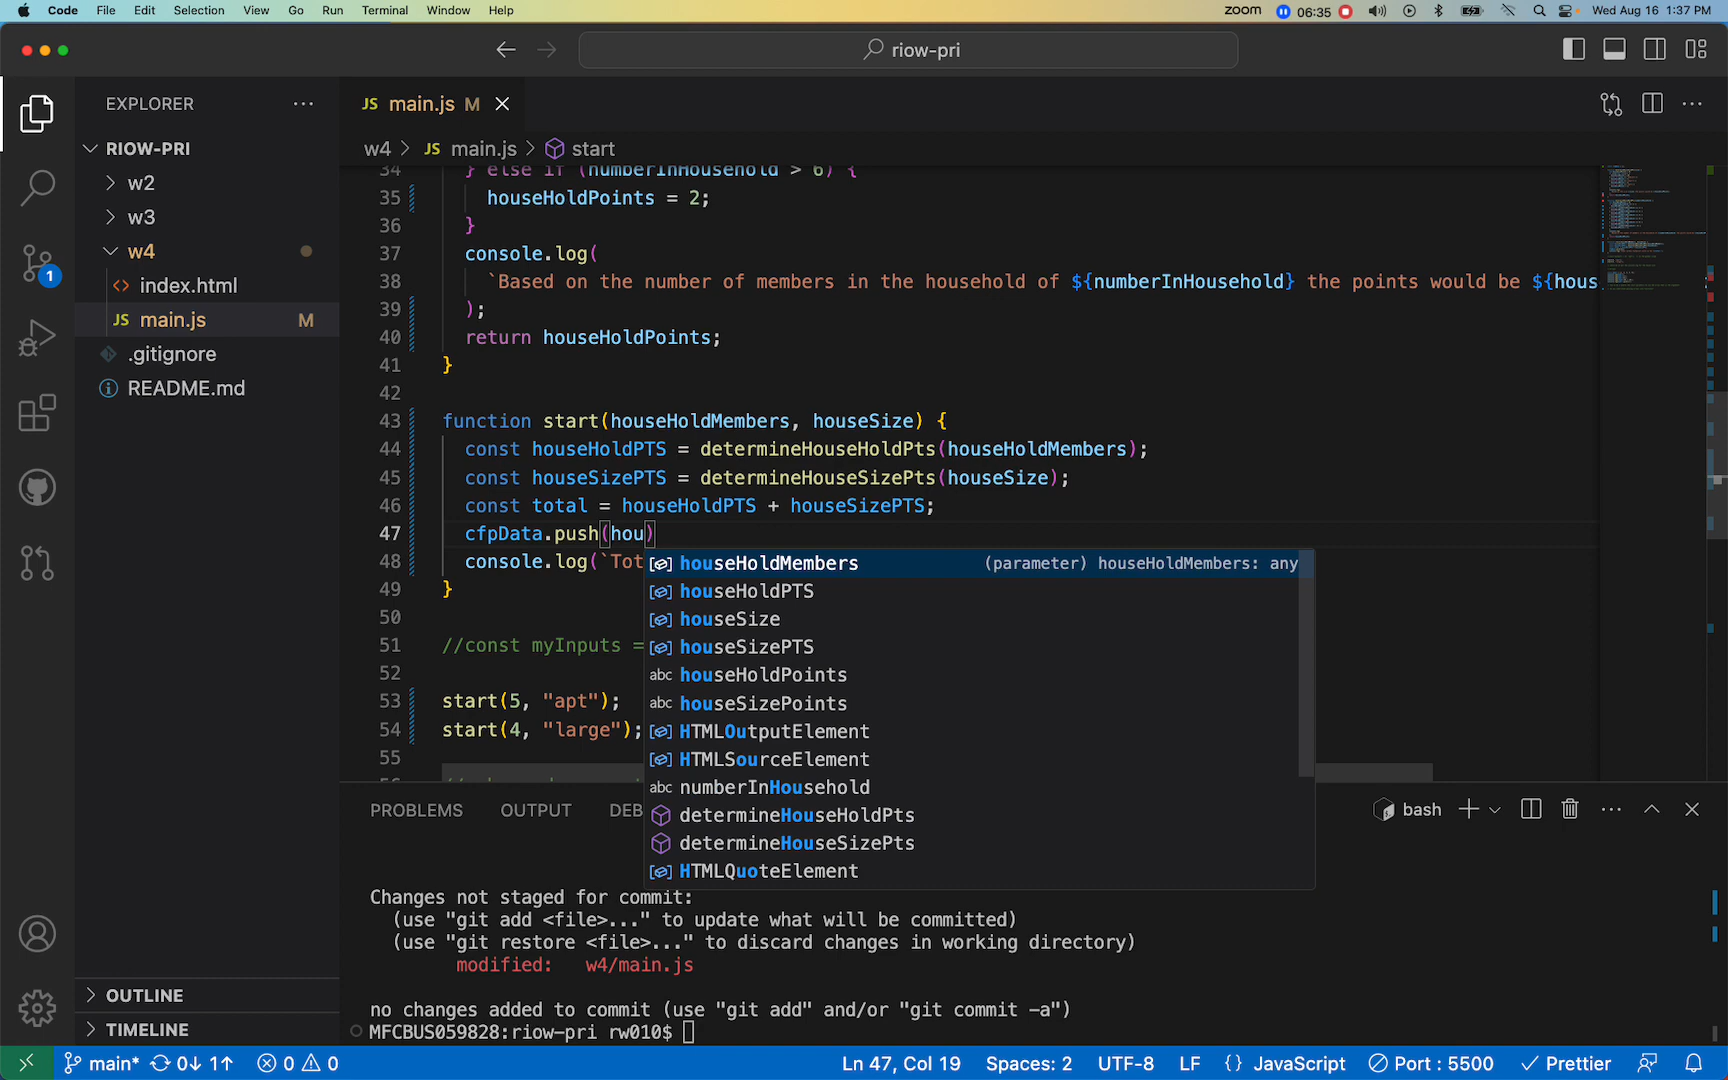 Code File Edit Selection View Go Run Terminal Window Help
zoom 06:35 Wed Aug 16 1:37 PM
riow-pri
EXPLORER
JS main.js M
RIOW-PRI
w4 > JS main.js > start
w2
w3
w4
index.html
JS main.js M
.gitignore
README.md
34 } else if (numberInHousehold > 6) {
35 houseHoldPoints = 2;
36 }
37 console.log(
38 `Based on the number of members in the household of ${numberInHousehold} the points would be ${hous
39 );
40 return houseHoldPoints;
41 }
42
43 function start(houseHoldMembers, houseSize) {
44 const houseHoldPTS = determineHouseHoldPts(houseHoldMembers);
45 const houseSizePTS = determineHouseSizePts(houseSize);
46 const total = houseHoldPTS + houseSizePTS;
47 cfpData.push(hou)
48 console.log(`Tot
49 }
50
51 //const myInputs =
52
53 start(5, "apt");
54 start(4, "large");
55
houseHoldMembers (parameter) houseHoldMembers: any
houseHoldPTS
houseSize
houseSizePTS
abc houseHoldPoints
abc houseSizePoints
HTMLOutputElement
HTMLSourceElement
abc numberInHousehold
determineHouseHoldPts
determineHouseSizePts
HTMLQuoteElement
PROBLEMS OUTPUT DEB
bash
Changes not staged for commit:
(use "git add <file>..." to update what will be committed)
(use "git restore <file>..." to discard changes in working directory)
modified: w4/main.js
no changes added to commit (use "git add" and/or "git commit -a")
MFCBUS059828:riow-pri rw010$
OUTLINE
TIMELINE
1
main* 0↓ 1↑ 0 0 Ln 47, Col 19 Spaces: 2 UTF-8 LF {} JavaScript Port : 5500 Prettier